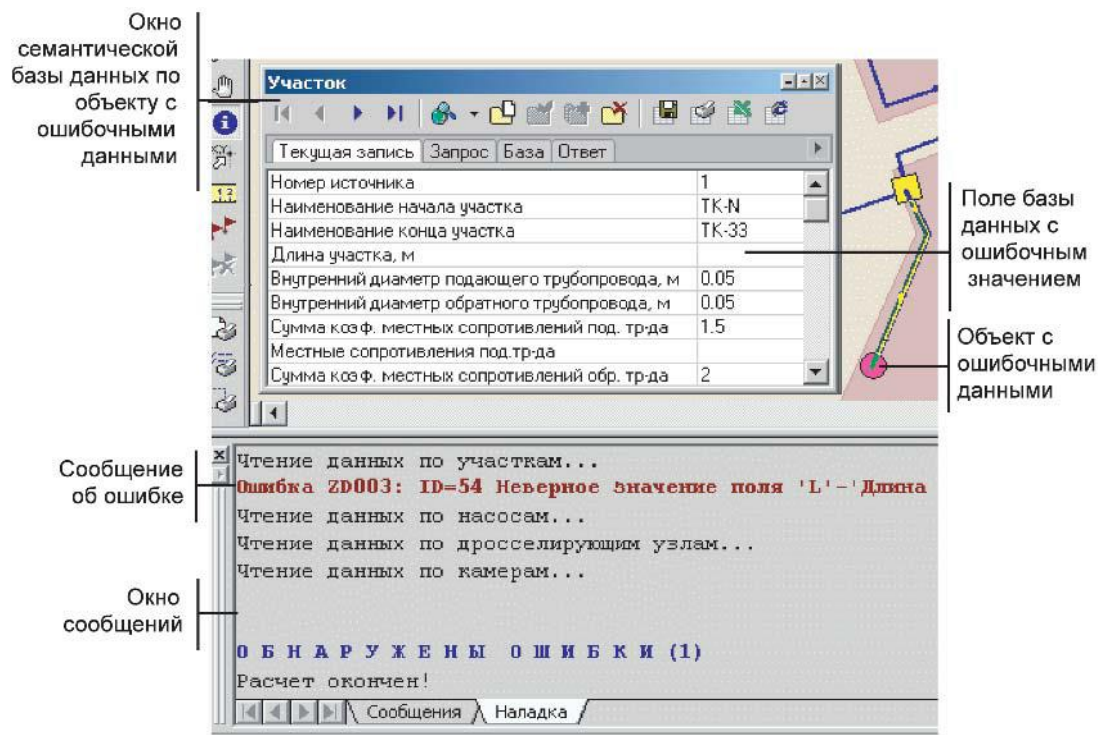 Окно
семантической
базы данных по
объекту с
ошибочными
данными
Участок
Текущая запись Запрос База Ответ
Номер источника 1
Наименование начала участка ТК-N
Наименование конца участка ТК-33
Длина участка, м
Внутренний диаметр подающего трубопровода, м 0.05
Внутренний диаметр обратного трубопровода, м 0.05
Сумма коэф. местных сопротивлений под. тр-да 1.5
Местные сопротивления под.тр-да
Сумма коэф. местных сопротивлений обр. тр-да 2
Поле базы
данных с
ошибочным
значением
Объект с
ошибочными
данными
Сообщение
об ошибке
Окно
сообщений
Чтение данных по участкам...
Ошибка ZD003: ID=54 Неверное значение поля 'L'-'Длина
Чтение данных по насосам...
Чтение данных по дросселирующим узлам...
Чтение данных по камерам...
О Б Н А Р У Ж Е Н Ы О Ш И Б К И (1)
Расчет окончен!
Сообщения Наладка